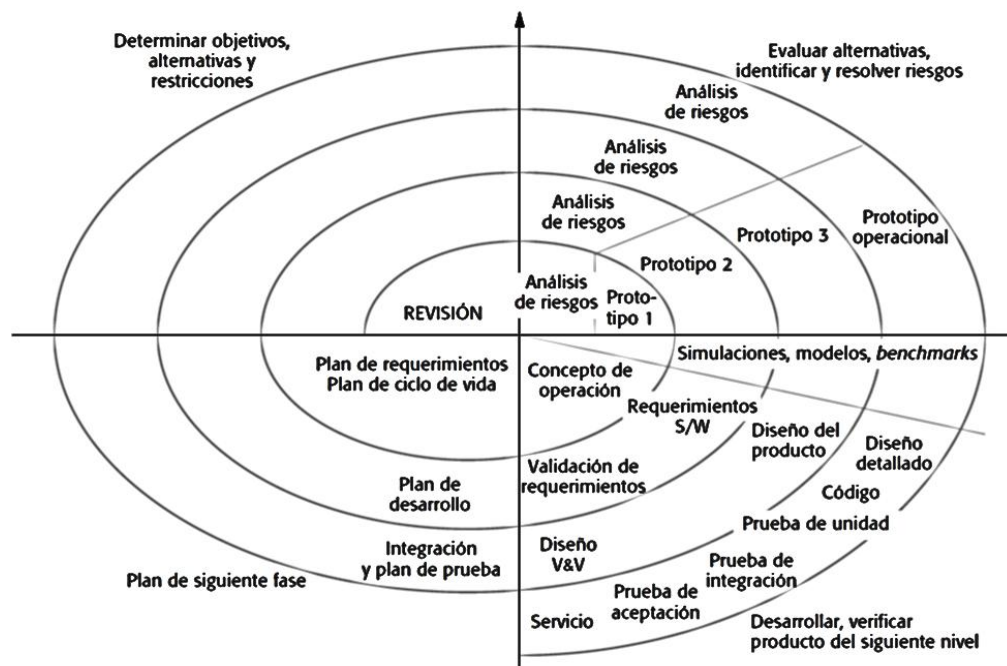 Determinar objetivos,
alternativas y
restricciones
Evaluar alternativas,
identificar y resolver riesgos
Análisis
de riesgos
Análisis
de riesgos
Análisis
de riesgos
Análisis
de riesgos
Proto-
tipo 1
Prototipo 2
Prototipo 3
Prototipo
operacional
REVISIÓN
Plan de requerimientos
Plan de ciclo de vida
Concepto de
operación
Simulaciones, modelos, benchmarks
Requerimientos
S/W
Diseño del
producto
Diseño
detallado
Plan de
desarrollo
Validación de
requerimientos
Código
Prueba de unidad
Integración
y plan de prueba
Diseño
V&V
Prueba de
integración
Plan de siguiente fase
Prueba de
aceptación
Servicio
Desarrollar, verificar
producto del siguiente nivel